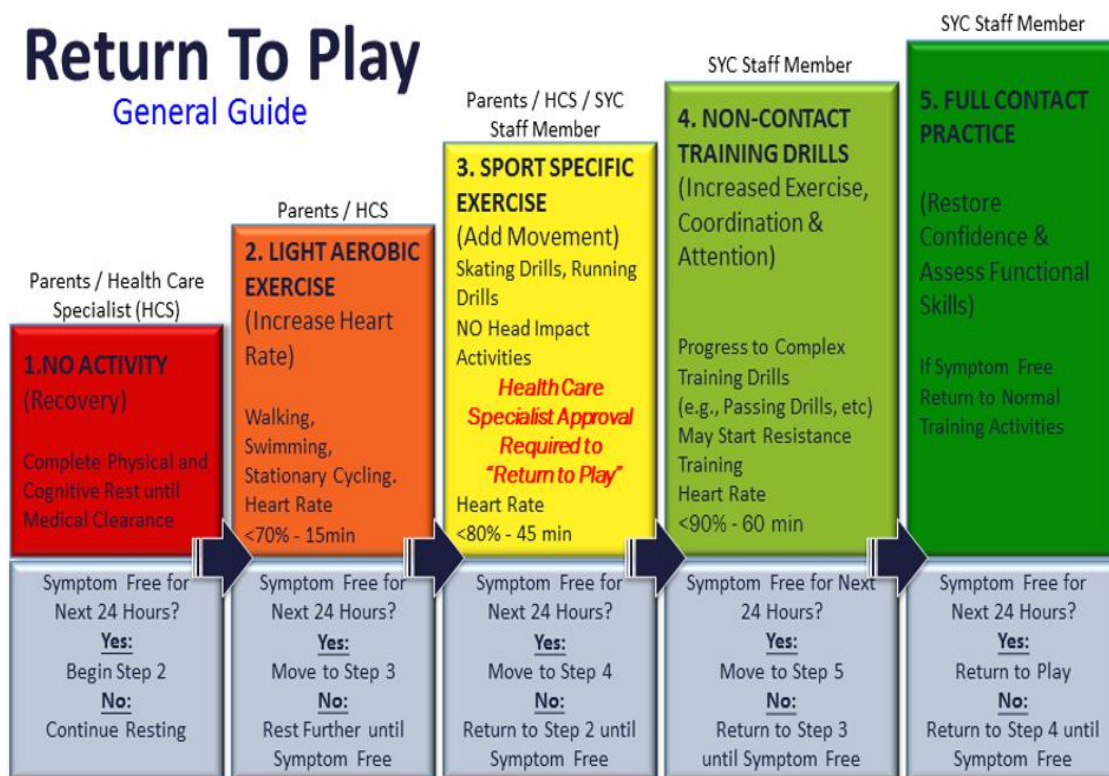 Return To Play
General Guide
Parents / Health Care
Specialist (HCS)
1.NO ACTIVITY
(Recovery)
Complete Physical and
Cognitive Rest until
Medical Clearance
Symptom Free for
Next 24 Hours?
Yes:
Begin Step 2
No:
Continue Resting
Parents / HCS
2. LIGHT AEROBIC
EXERCISE
(Increase Heart
Rate)
Walking,
Swimming,
Stationary Cycling.
Heart Rate
<70% - 15min
Symptom Free for
Next 24 Hours?
Yes:
Move to Step 3
No:
Rest Further until
Symptom Free
Parents / HCS / SYC
Staff Member
3. SPORT SPECIFIC
EXERCISE
(Add Movement)
Skating Drills, Running
Drills
NO Head Impact
Activities
Health Care
Specialist Approval
Required to
“Return to Play”
Heart Rate
<80% - 45 min
Symptom Free for
Next 24 Hours?
Yes:
Move to Step 4
No:
Return to Step 2 until
Symptom Free
SYC Staff Member
4. NON-CONTACT
TRAINING DRILLS
(Increased Exercise,
Coordination &
Attention)
Progress to Complex
Training Drills
(e.g., Passing Drills, etc)
May Start Resistance
Training
Heart Rate
<90% - 60 min
Symptom Free for Next
24 Hours?
Yes:
Move to Step 5
No:
Return to Step 3
until Symptom Free
SYC Staff Member
5. FULL CONTACT
PRACTICE
(Restore
Confidence &
Assess Functional
Skills)
If Symptom Free
Return to Normal
Training Activities
Symptom Free for
Next 24 Hours?
Yes:
Return to Play
No:
Return to Step 4 until
Symptom Free